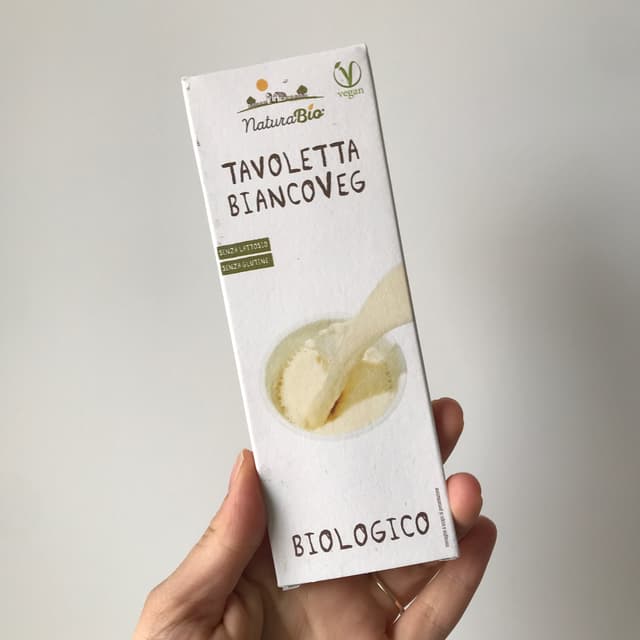 vegan
NaturaBio
TAVOLETTA
BIANCOVEG
SENZA LATTOSIO
SENZA GLUTINE
BIOLOGICO